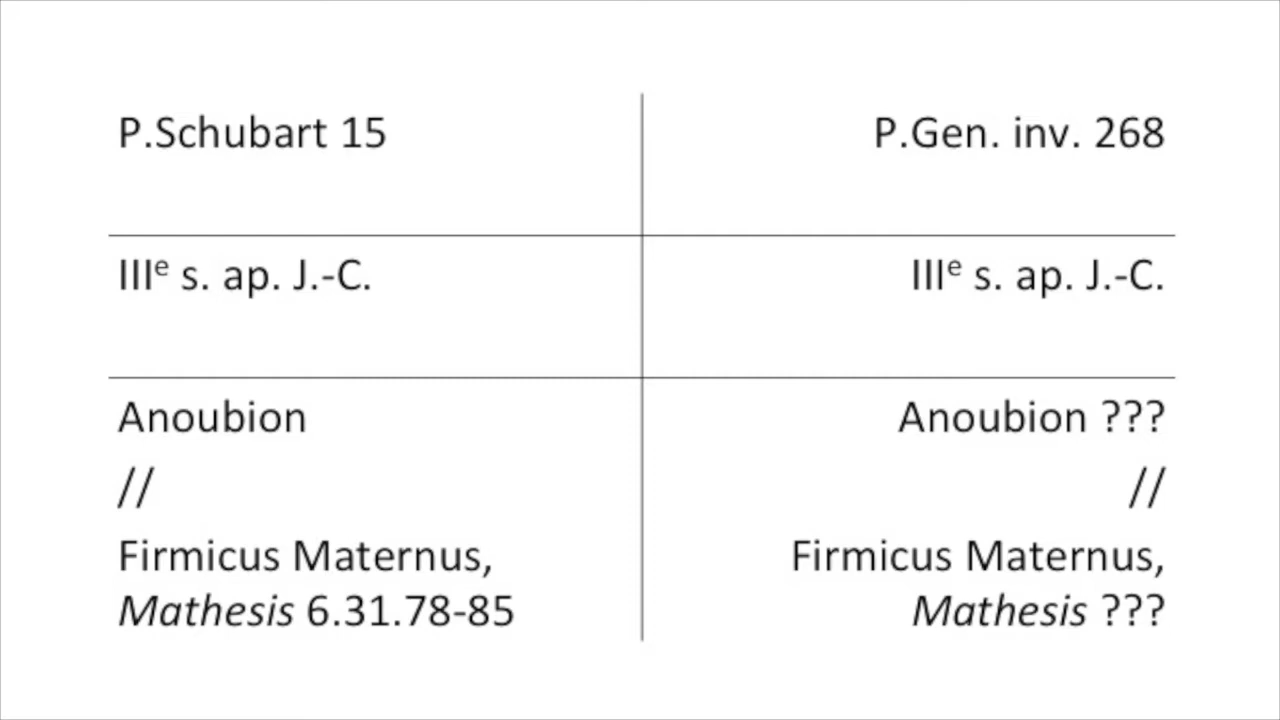 P.Schubart 15
P.Gen. inv. 268
IIIᵉ s. ap. J.-C.
IIIᵉ s. ap. J.-C.
Anoubion
//
Firmicus Maternus,
Mathesis 6.31.78-85
Anoubion ???
//
Firmicus Maternus,
Mathesis ???